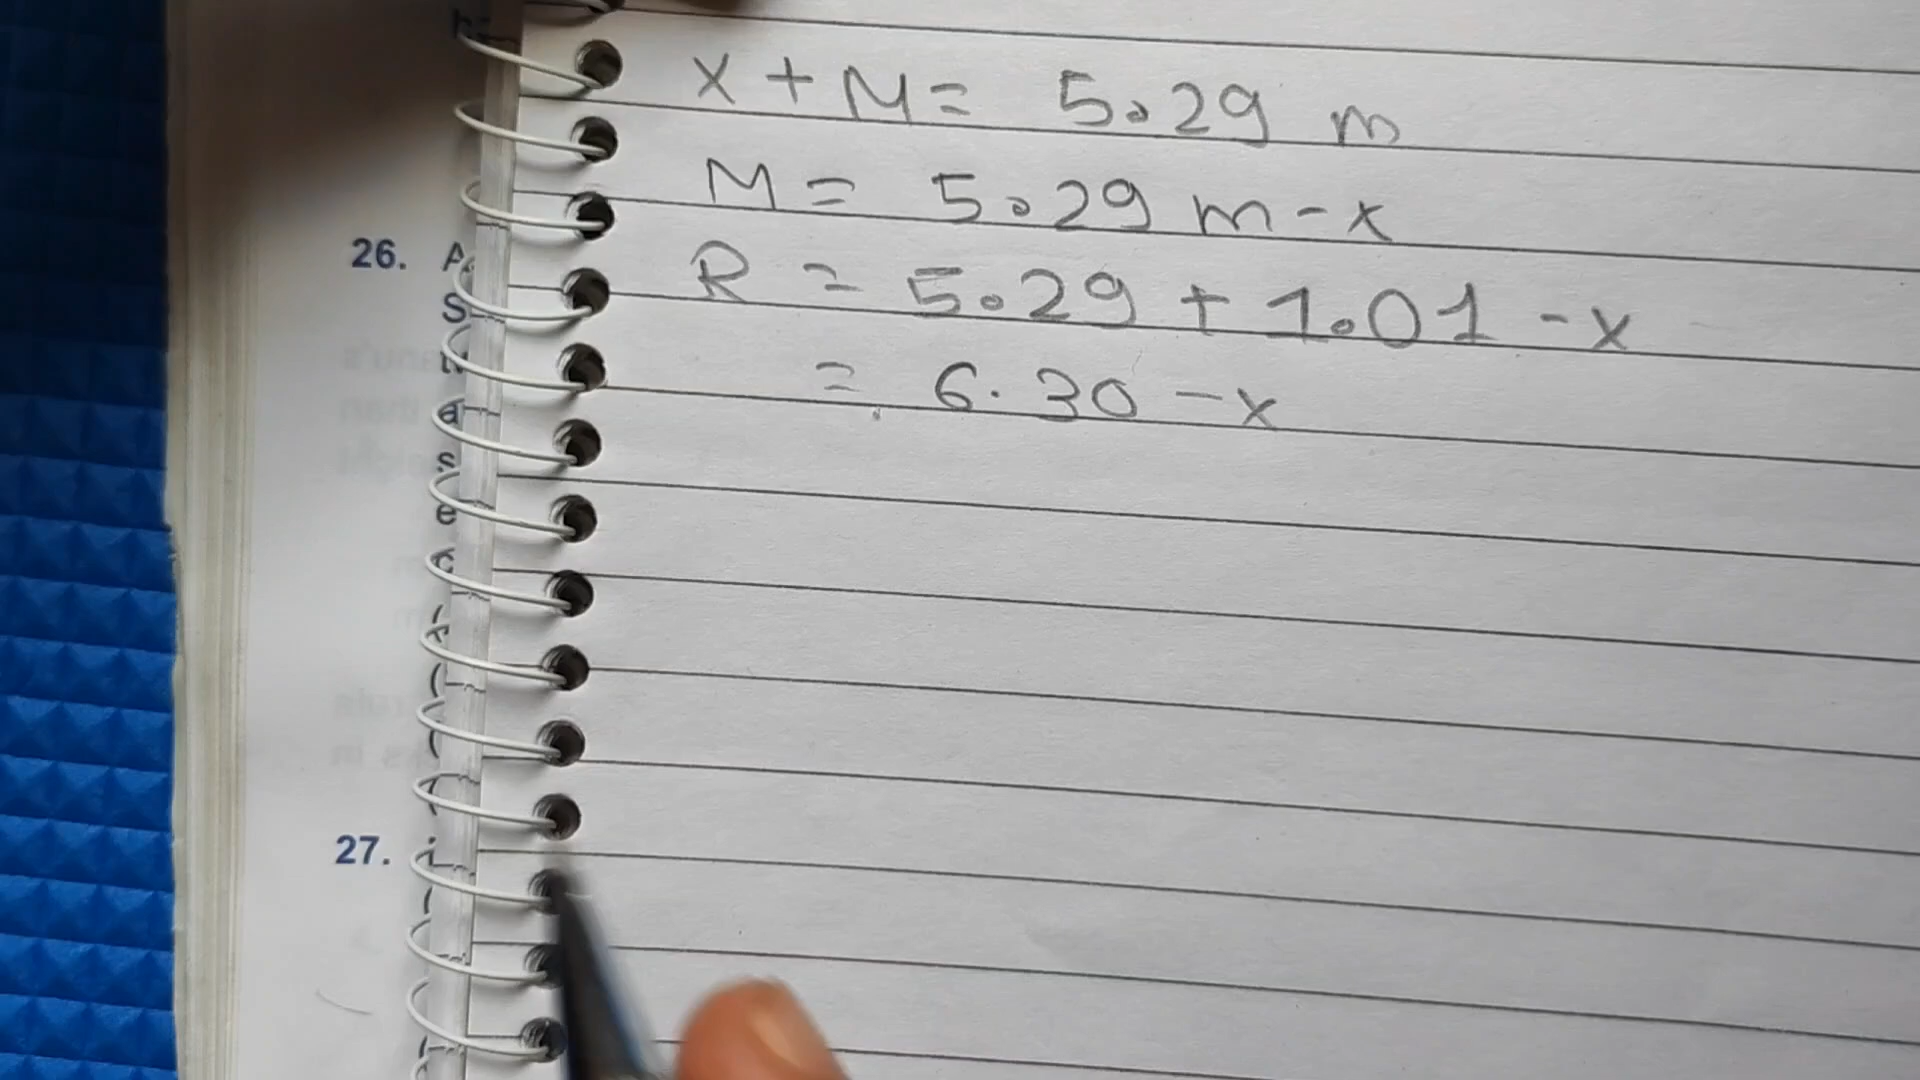 x + M = 5.29 m
M = 5.29 m - x
R = 5.29 + 1.01 - x
= 6.30 - x
26. A
S
a
s
e
27. i